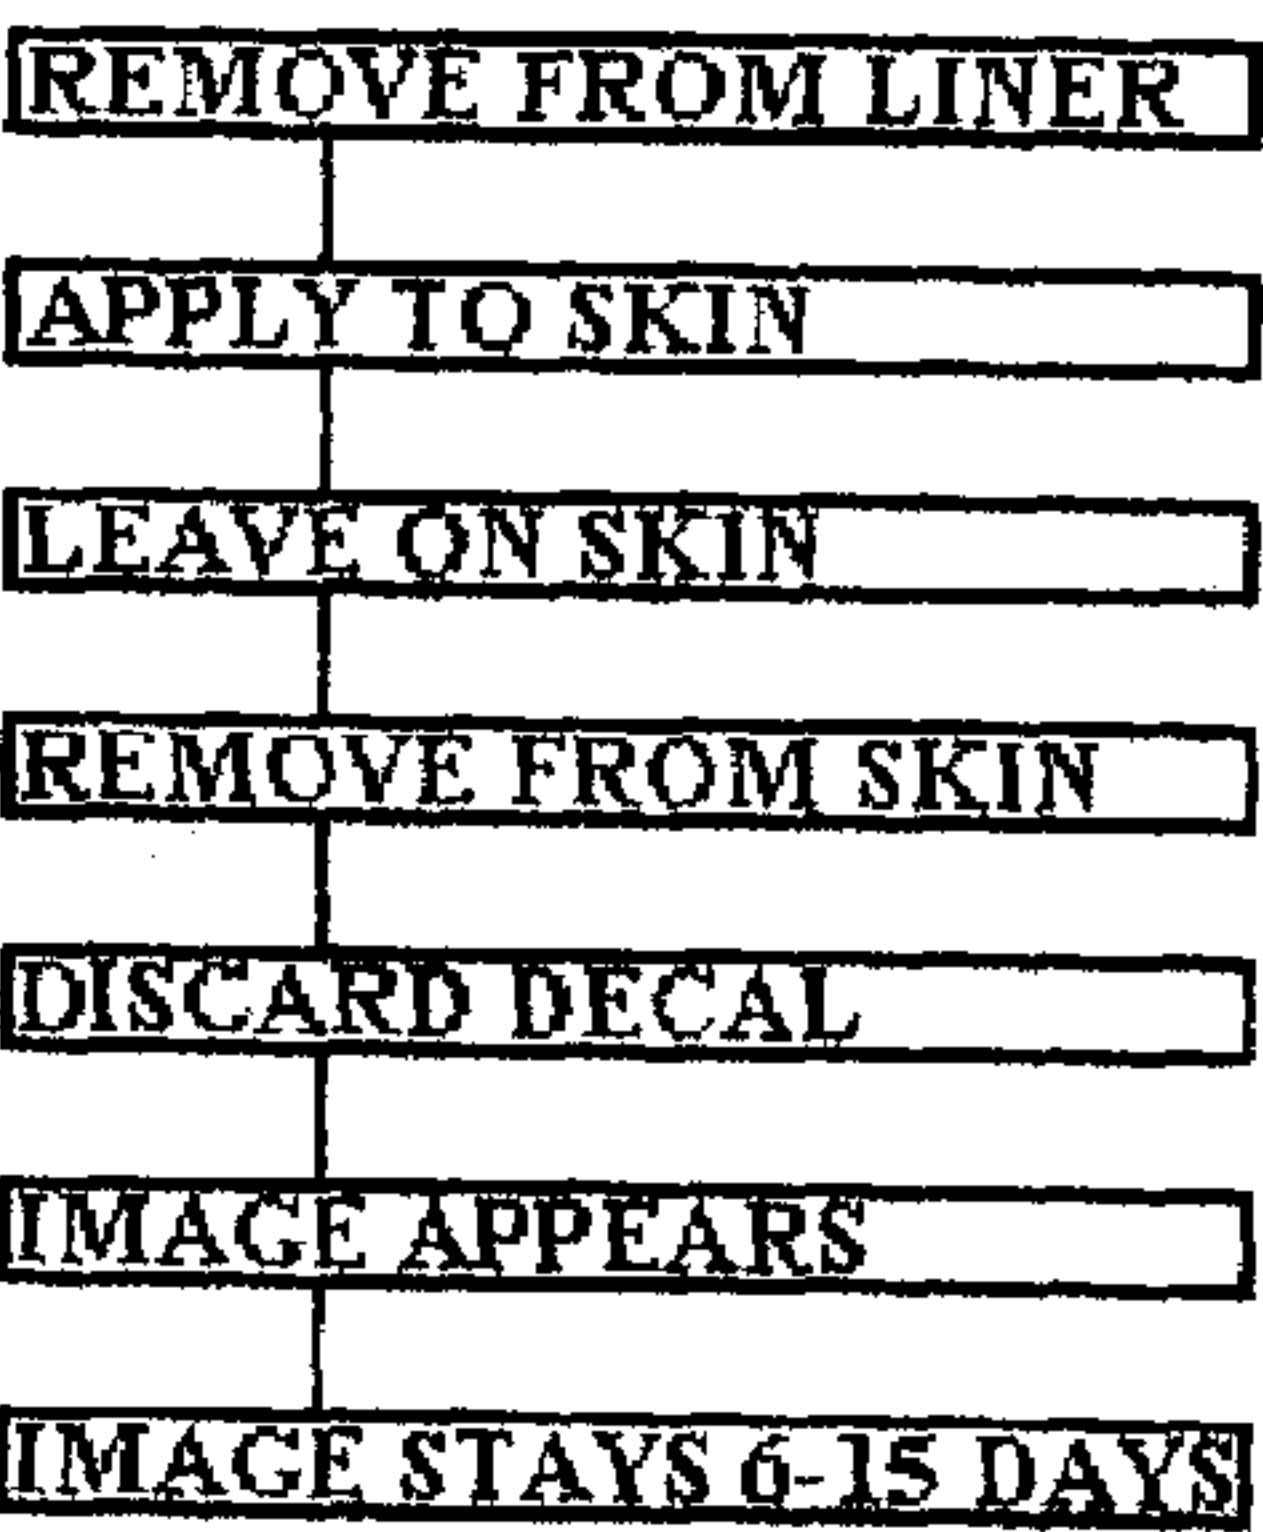 REMOVE FROM LINER
APPLY TO SKIN
LEAVE ON SKIN
REMOVE FROM SKIN
DISCARD DECAL
IMAGE APPEARS
IMAGE STAYS 6-15 DAYS